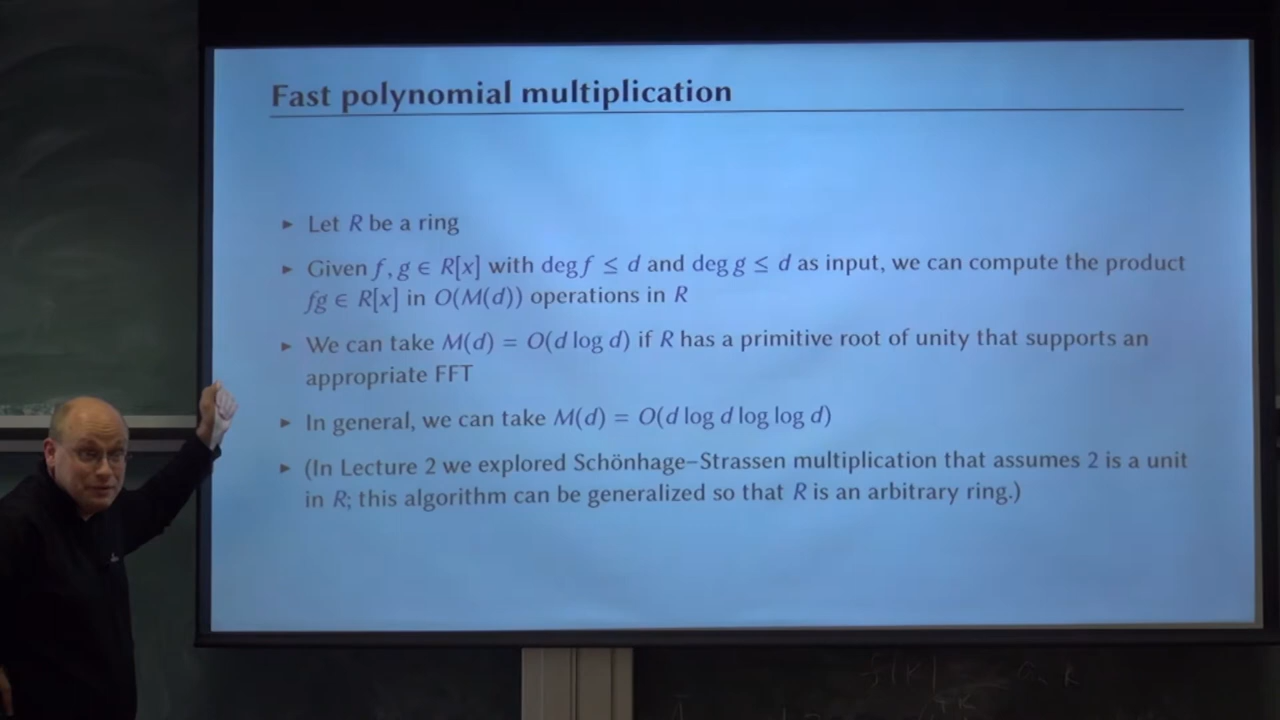 Fast polynomial multiplication
► Let R be a ring
► Given f, g ∈ R[x] with deg f ≤ d and deg g ≤ d as input, we can compute the product
fg ∈ R[x] in O(M(d)) operations in R
► We can take M(d) = O(d log d) if R has a primitive root of unity that supports an
appropriate FFT
► In general, we can take M(d) = O(d log d log log d)
► (In Lecture 2 we explored Schönhage–Strassen multiplication that assumes 2 is a unit
in R; this algorithm can be generalized so that R is an arbitrary ring.)